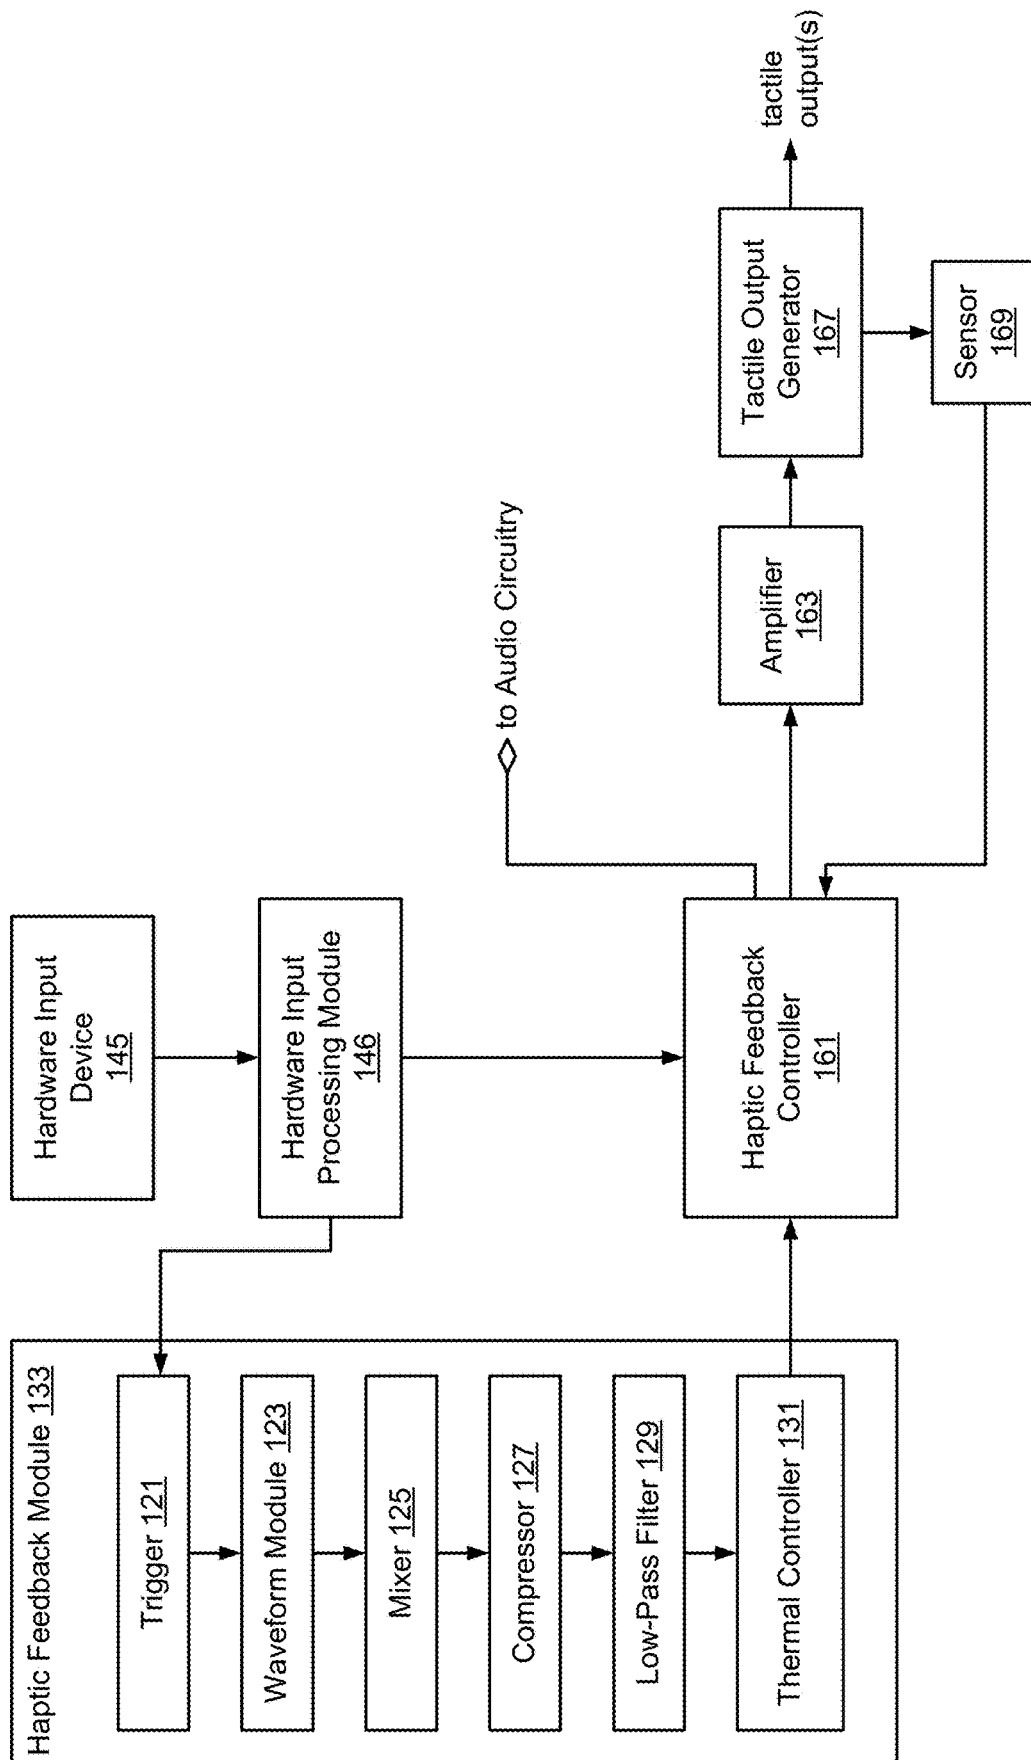 Haptic Feedback Module 133
Trigger 121
Waveform Module 123
Mixer 125
Compressor 127
Low-Pass Filter 129
Thermal Controller 131
Hardware Input
Device
145
Hardware Input
Processing Module
146
Haptic Feedback
Controller
161
to Audio Circuitry
Amplifier
163
Tactile Output
Generator
167
Sensor
169
tactile
output(s)